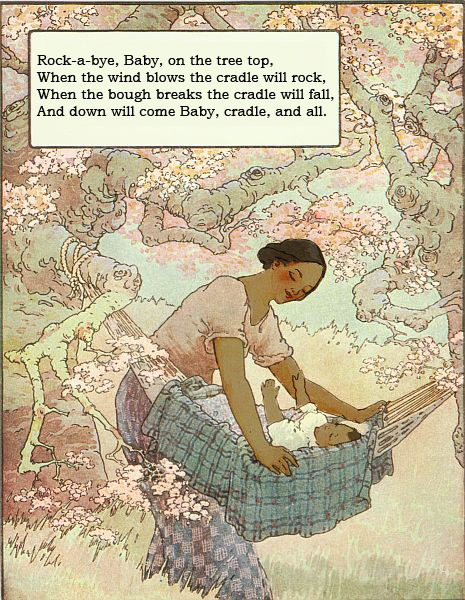 Rock-a-bye, Baby, on the tree top,
When the wind blows the cradle will rock,
When the bough breaks the cradle will fall,
And down will come Baby, cradle, and all.